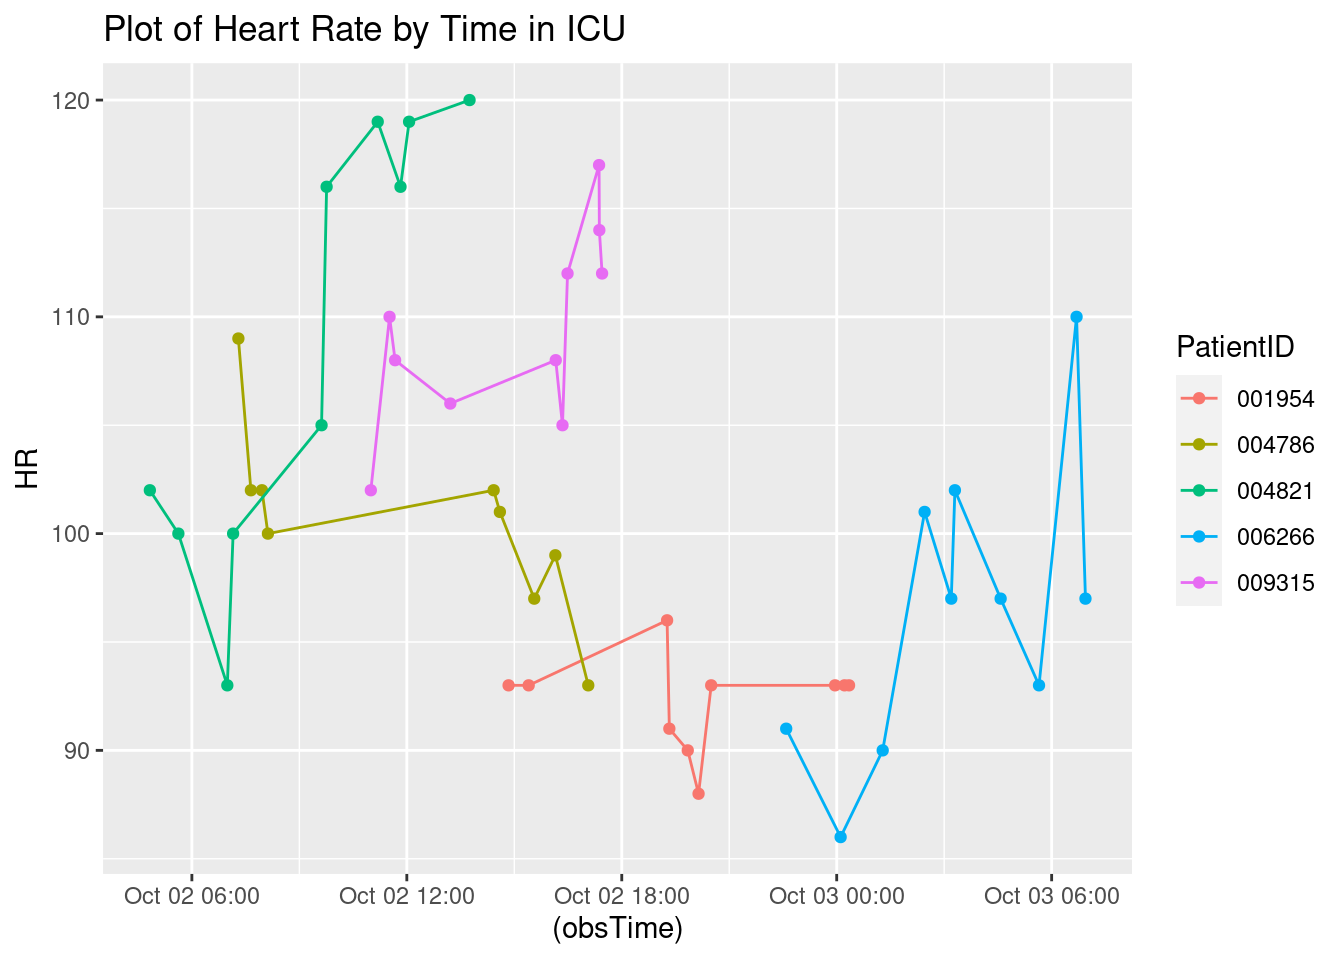 Plot of Heart Rate by Time in ICU
120
110
100
90
HR
Oct 02 06:00 Oct 02 12:00 Oct 02 18:00 Oct 03 00:00 Oct 03 06:00
(obsTime)
PatientID
001954
004786
004821
006266
009315